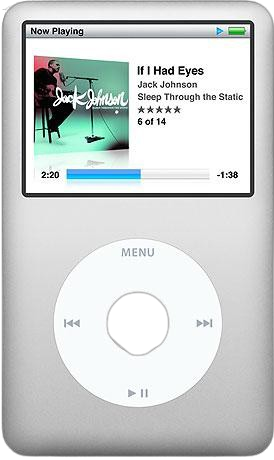 Now Playing
If I Had Eyes
Jack Johnson
Sleep Through the Static
6 of 14
Jack Johnson
2:20
-1:38
MENU